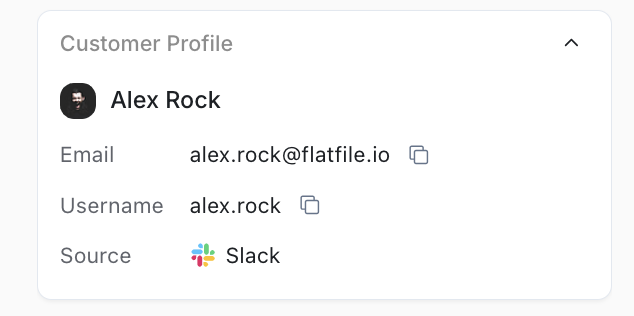 Customer Profile
Alex Rock
Email alex.rock@flatfile.io
Username alex.rock
Source Slack